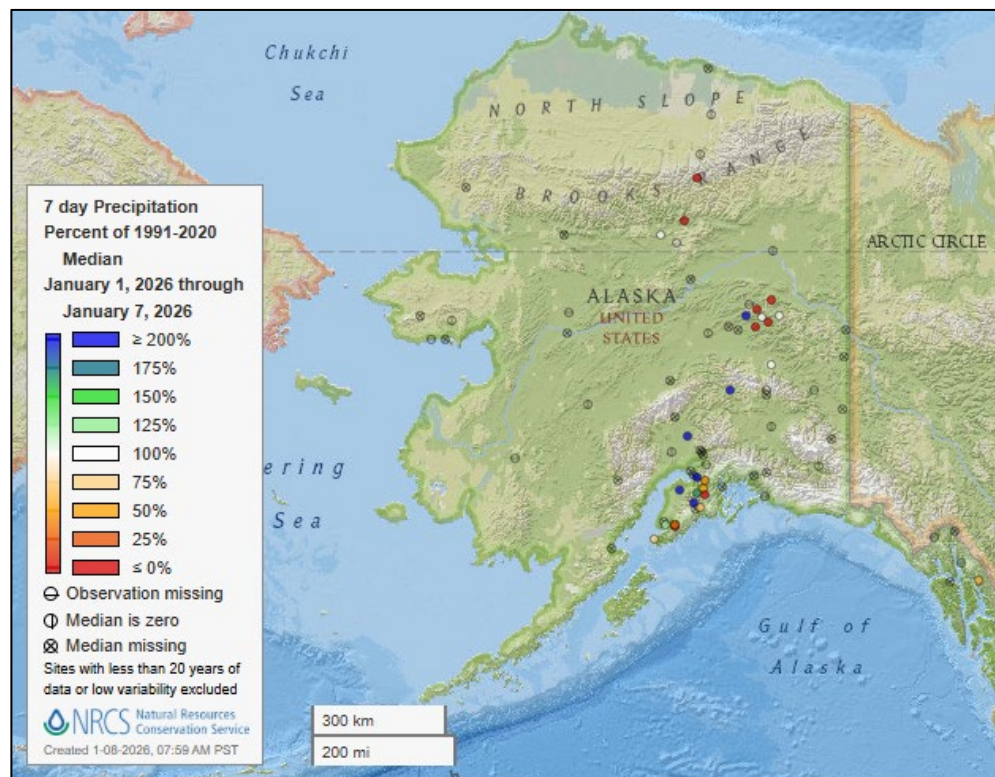 Chukchi
Sea
NORTH SLOPE
BROOKS RANGE
ARCTIC CIRCLE
ALASKA
UNITED
STATES
ering
Sea
Gulf of
Alaska
7 day Precipitation
Percent of 1991-2020
Median
January 1, 2026 through
January 7, 2026
≥ 200%
175%
150%
125%
100%
75%
50%
25%
≤ 0%
Observation missing
Median is zero
Median missing
Sites with less than 20 years of
data or low variability excluded
NRCS Natural Resources
Conservation Service
Created 1-08-2026, 07:59 AM PST
300 km
200 mi